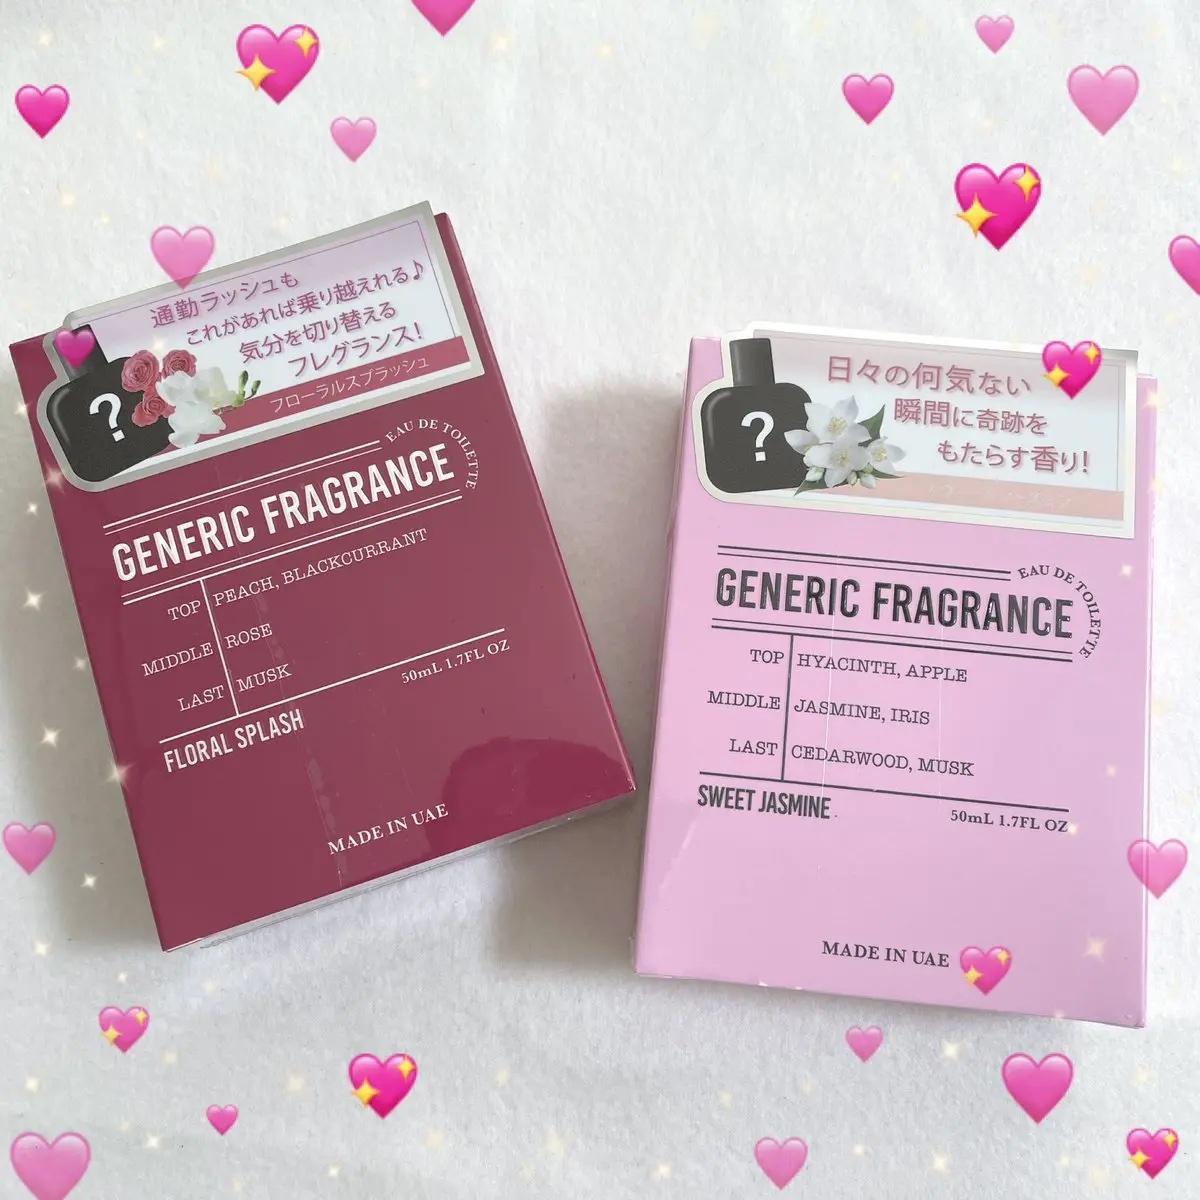 通勤ラッシュも
これがあれば乗り越えれる♪
気分を切り替える
フレグランス!
フローラルスプラッシュ
?
EAU DE TOILETTE
GENERIC FRAGRANCE
TOP PEACH, BLACKCURRANT
MIDDLE ROSE
LAST MUSK
50mL 1.7FL OZ
FLORAL SPLASH
MADE IN UAE
日々の何気ない
瞬間に奇跡を
もたらす香り!
?
EAU DE TOILETTE
GENERIC FRAGRANCE
TOP HYACINTH, APPLE
MIDDLE JASMINE, IRIS
LAST CEDARWOOD, MUSK
SWEET JASMINE
50mL 1.7FL OZ
MADE IN UAE